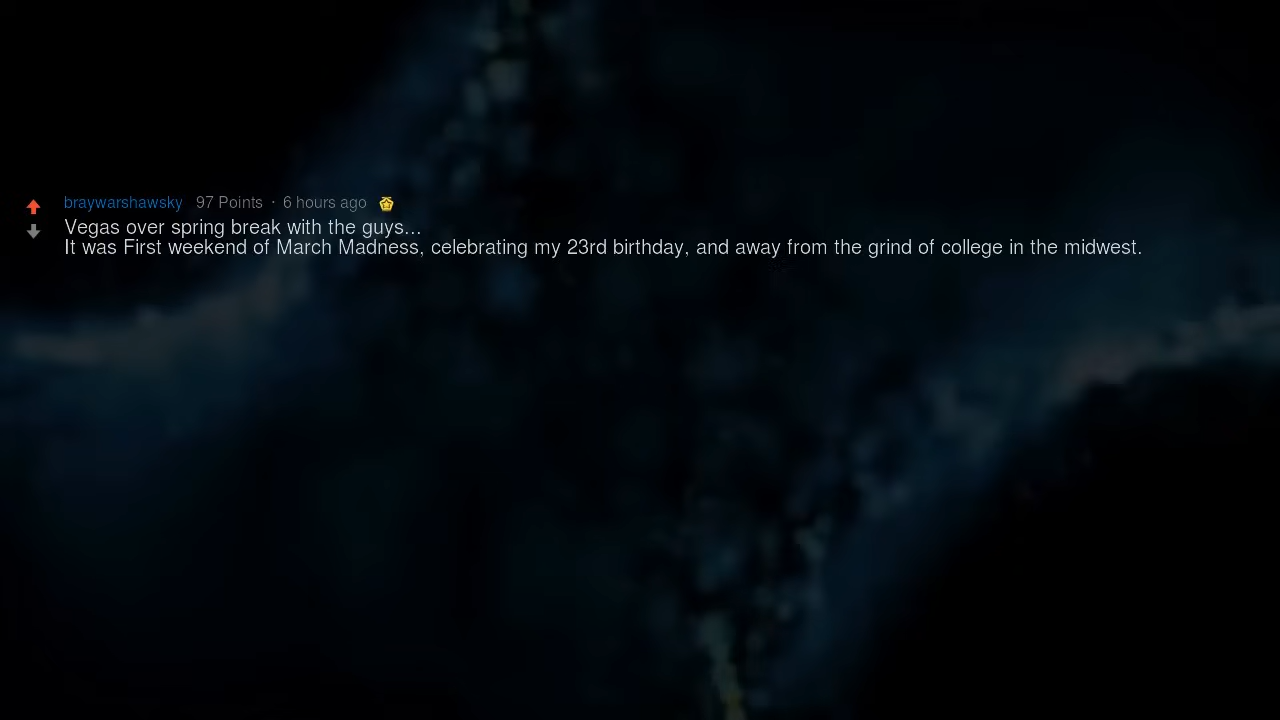 braywarshawsky 97 Points · 6 hours ago
Vegas over spring break with the guys...
It was First weekend of March Madness, celebrating my 23rd birthday, and away from the grind of college in the midwest.